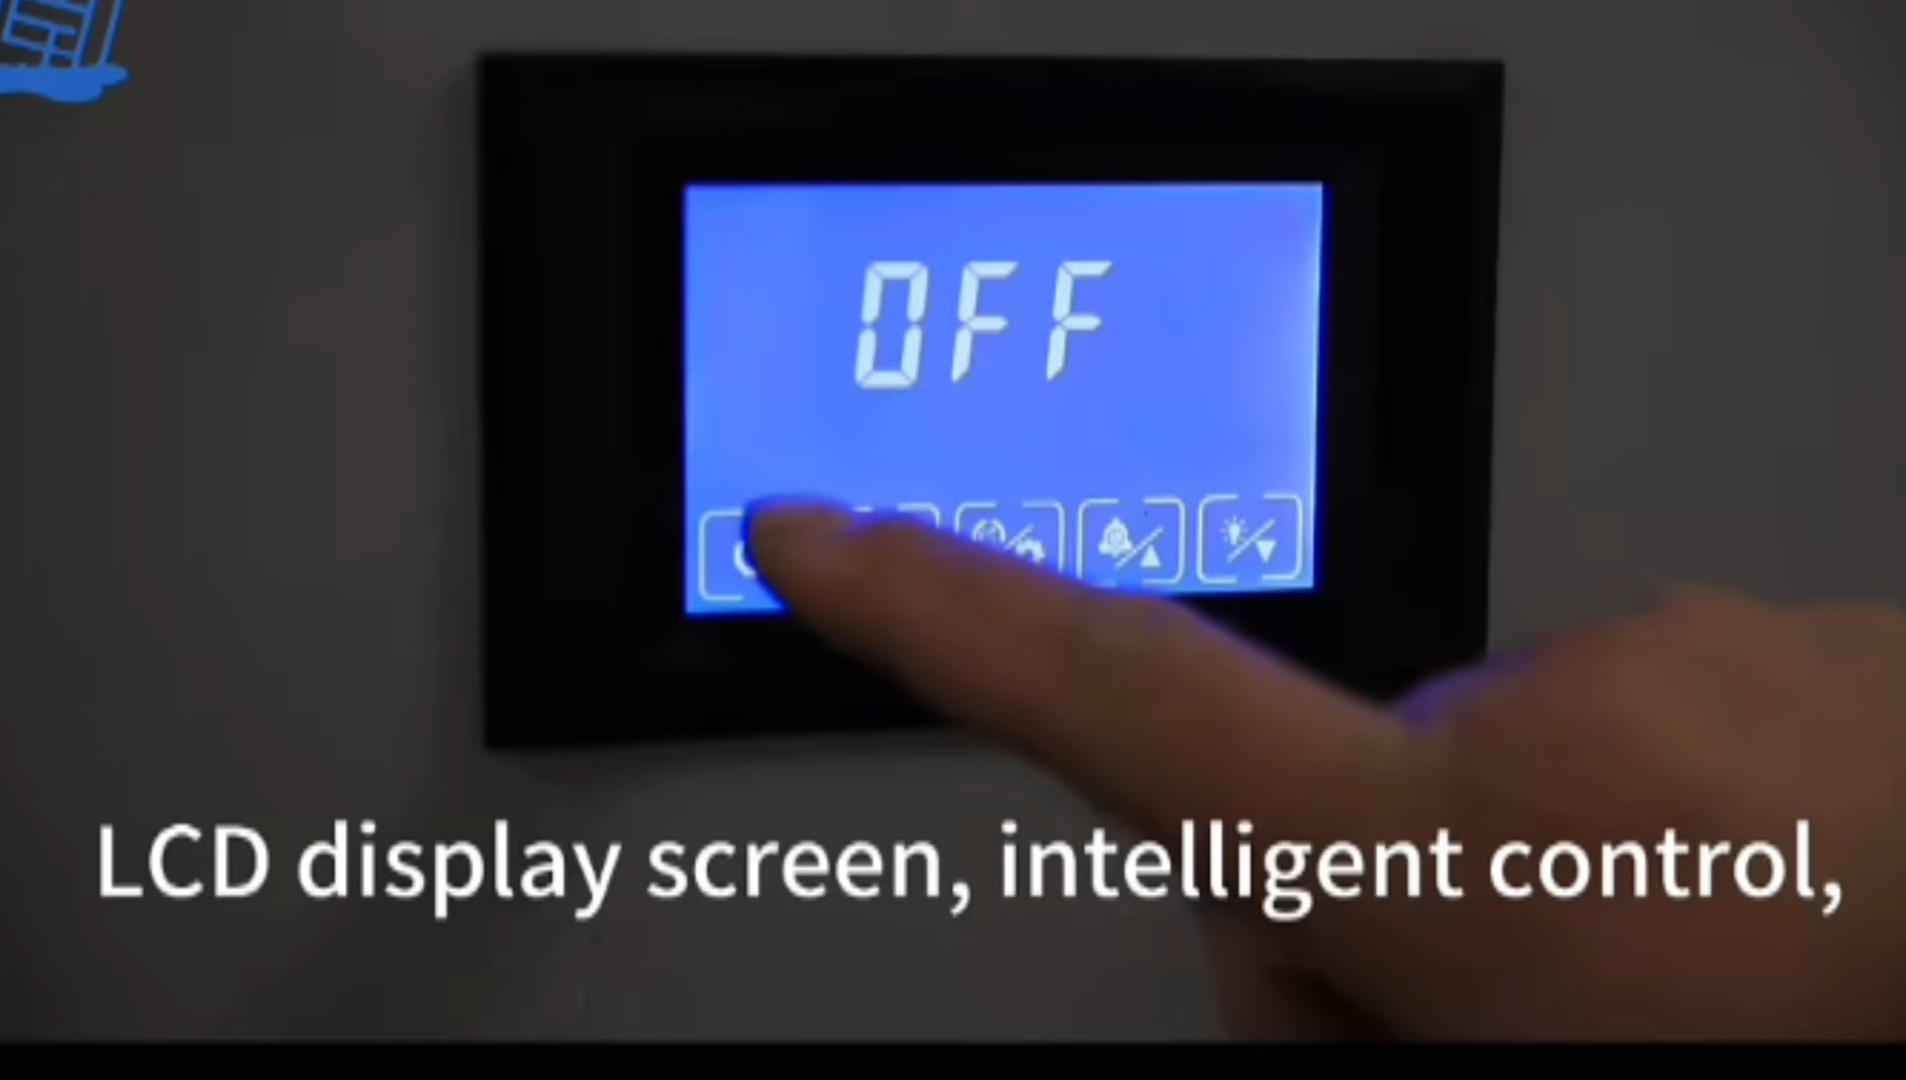 OFF
LCD display screen, intelligent control,